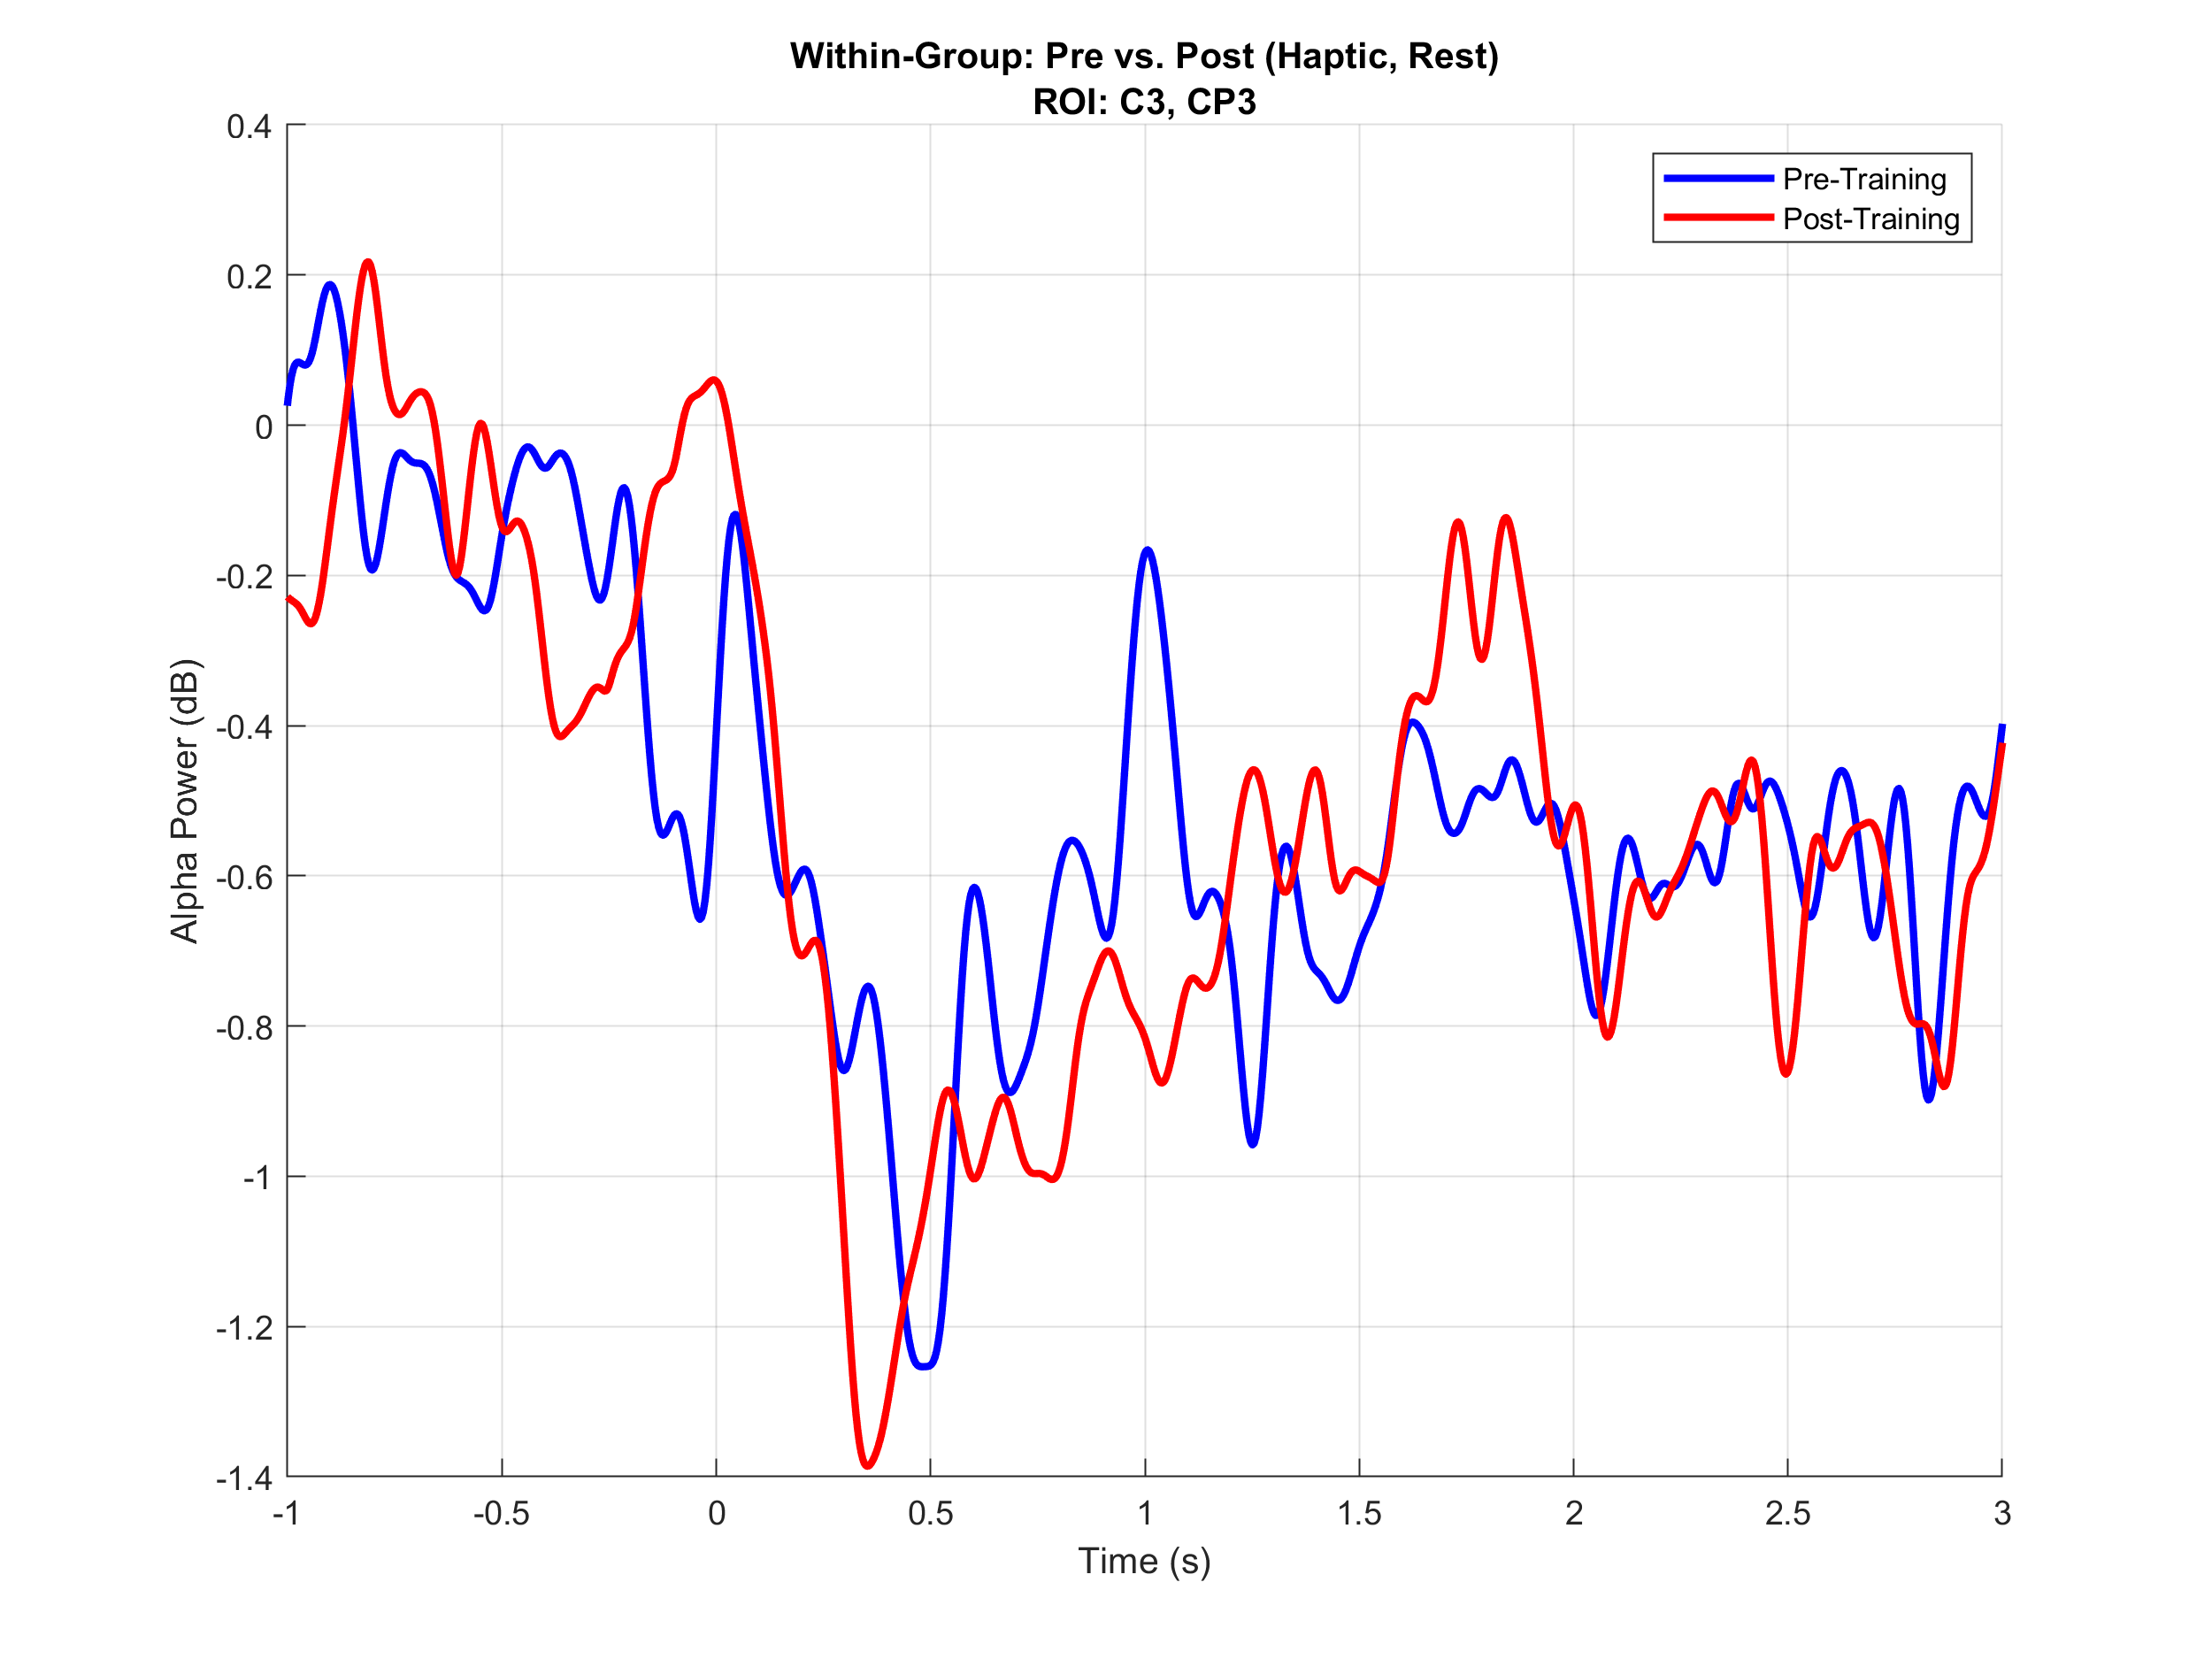 Within-Group: Pre vs. Post (Haptic, Rest)
ROI: C3, CP3
Pre-Training
Post-Training
0.4
0.2
0
-0.2
-0.4
-0.6
-0.8
-1
-1.2
-1.4
Alpha Power (dB)
-1 -0.5 0 0.5 1 1.5 2 2.5 3
Time (s)